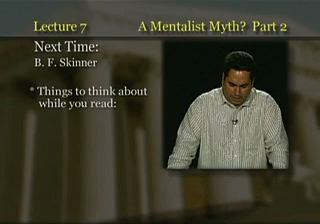 Lecture 7 A Mentalist Myth? Part 2
Next Time:
B. F. Skinner
* Things to think about
while you read: